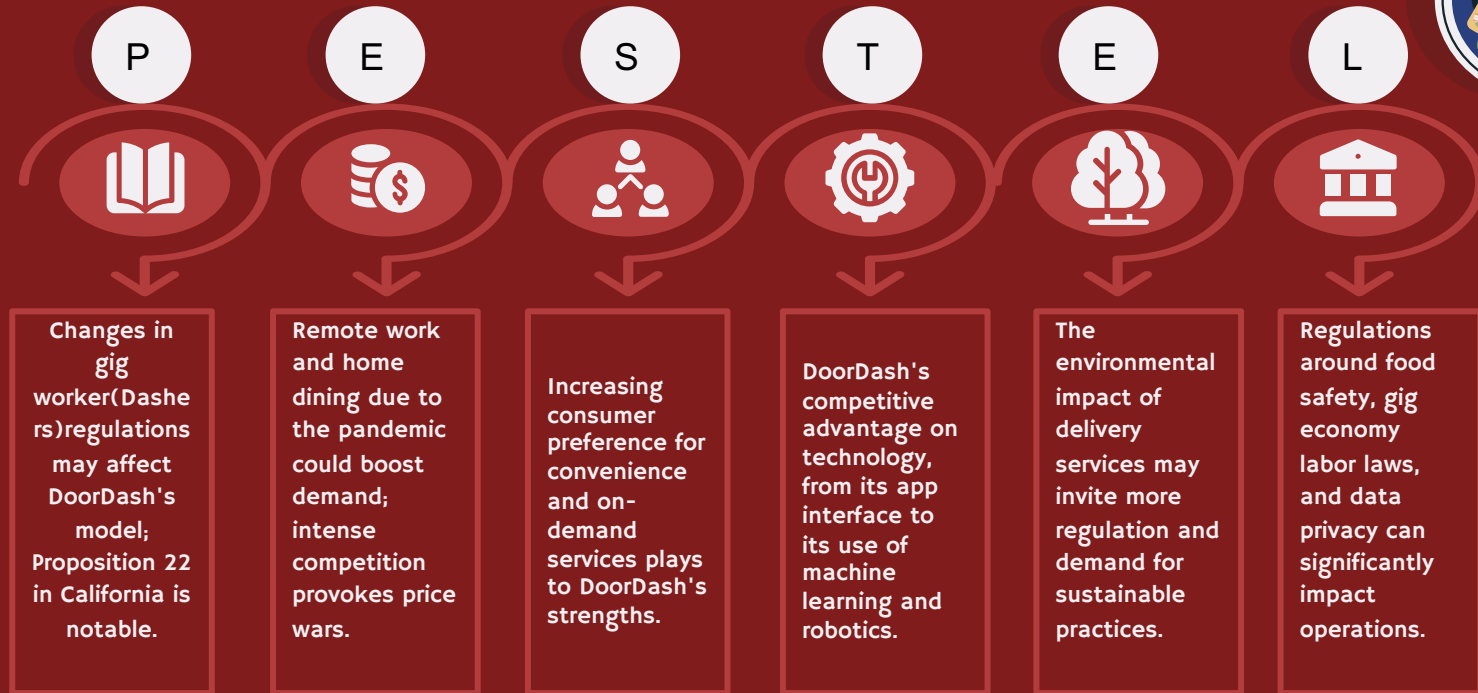 P
E
S
T
E
L
Changes in
gig
worker(Dashe
rs)regulations
may affect
DoorDash's
model;
Proposition 22
in California is
notable.
Remote work
and home
dining due to
the pandemic
could boost
demand;
intense
competition
provokes price
wars.
Increasing
consumer
preference for
convenience
and on-
demand
services plays
to DoorDash's
strengths.
DoorDash's
competitive
advantage on
technology,
from its app
interface to
its use of
machine
learning and
robotics.
The
environmental
impact of
delivery
services may
invite more
regulation and
demand for
sustainable
practices.
Regulations
around food
safety, gig
economy
labor laws,
and data
privacy can
significantly
impact
operations.